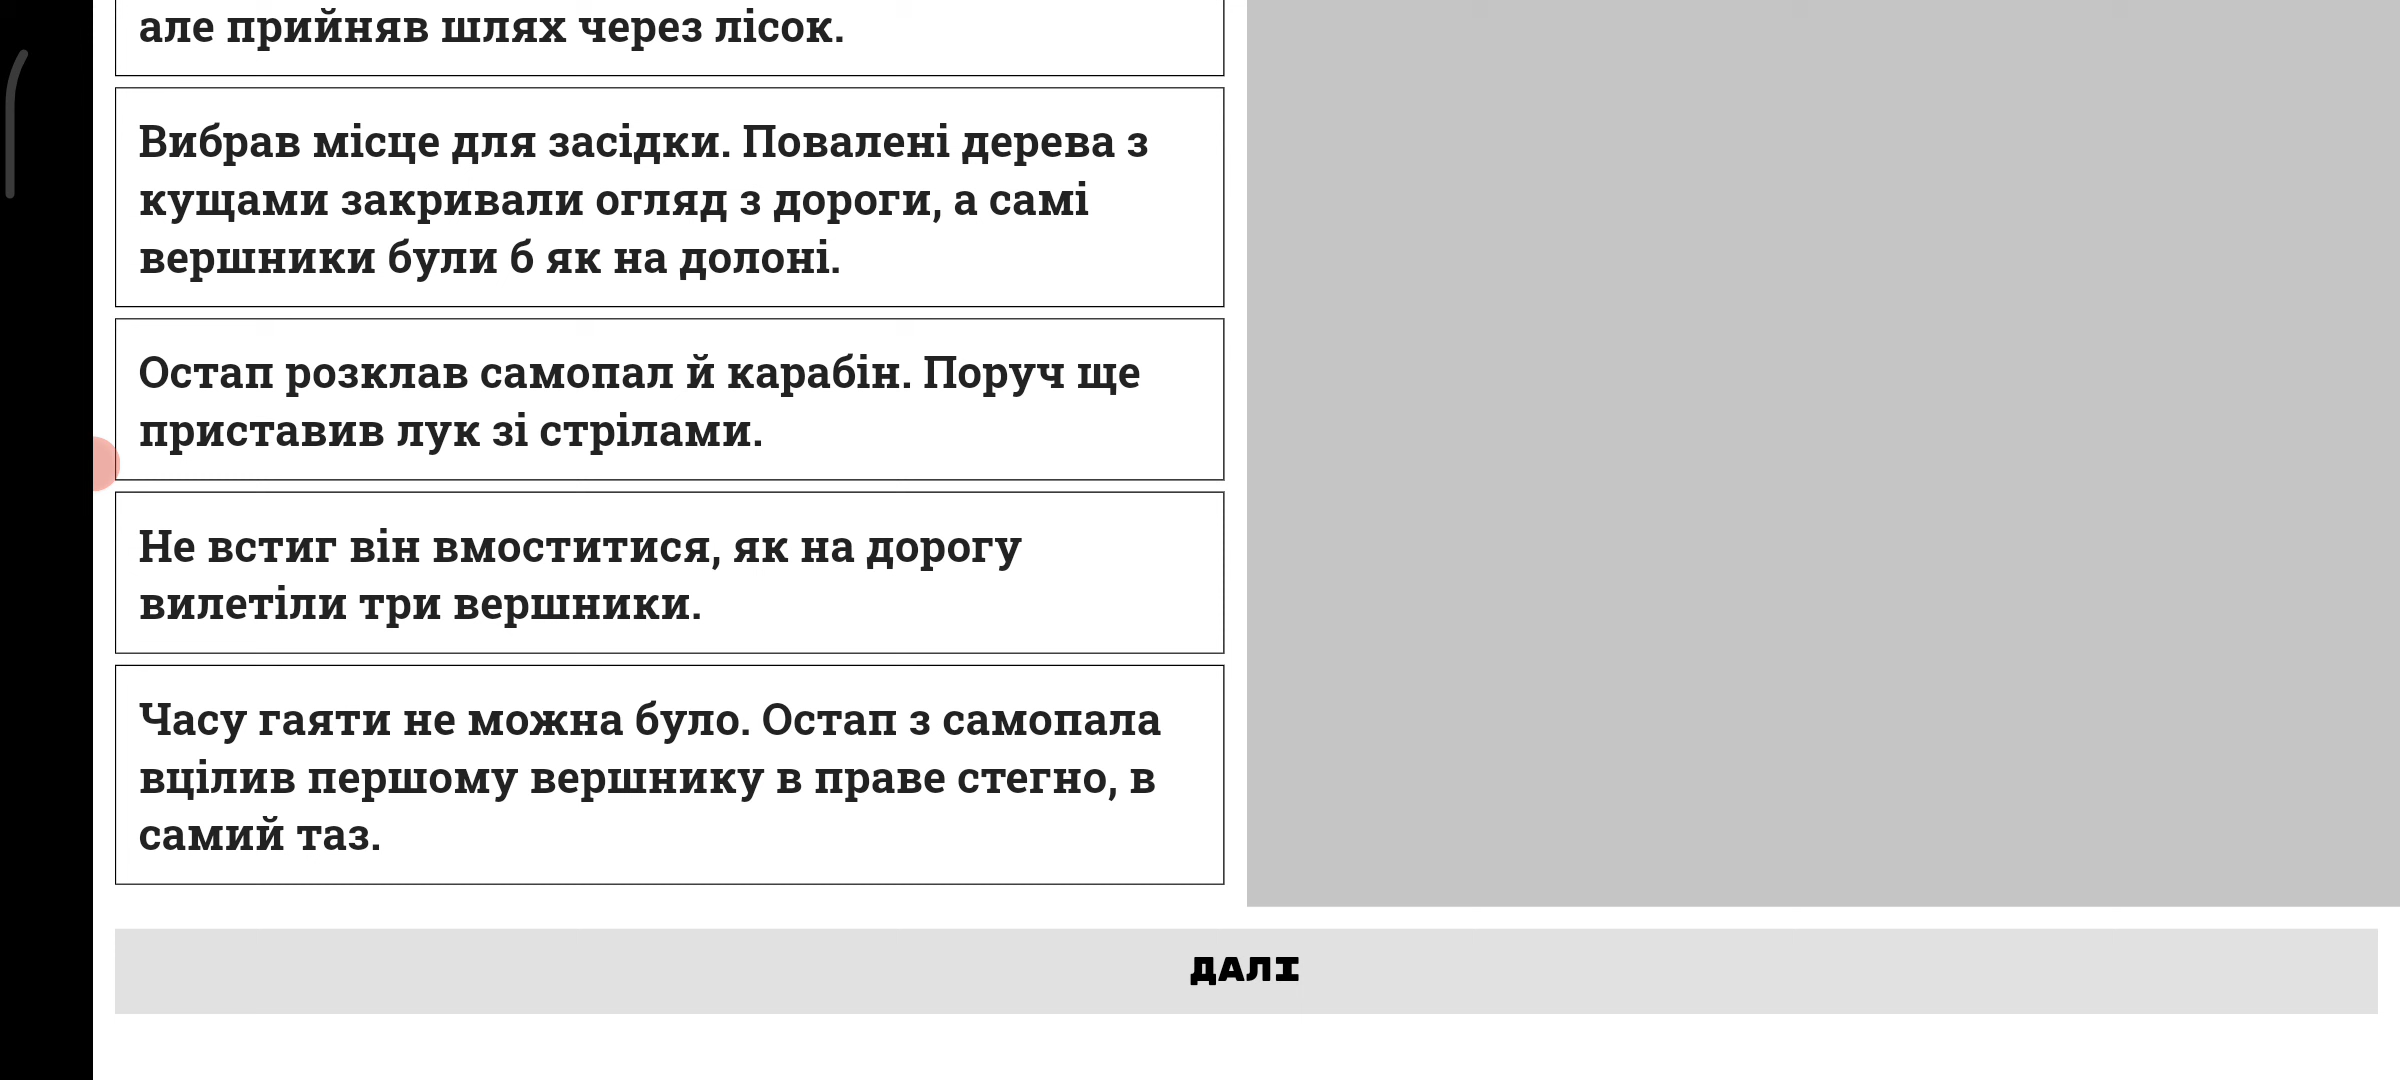 але прийняв шлях через лісок.
Вибрав місце для засідки. Повалені дерева з
кущами закривали огляд з дороги, а самі
вершники були б як на долоні.
Остап розклав самопал й карабін. Поруч ще
приставив лук зі стрілами.
Не встиг він вмоститися, як на дорогу
вилетіли три вершники.
Часу гаяти не можна було. Остап з самопала
вцілив першому вершнику в праве стегно, в
самий таз.
ДАЛІ